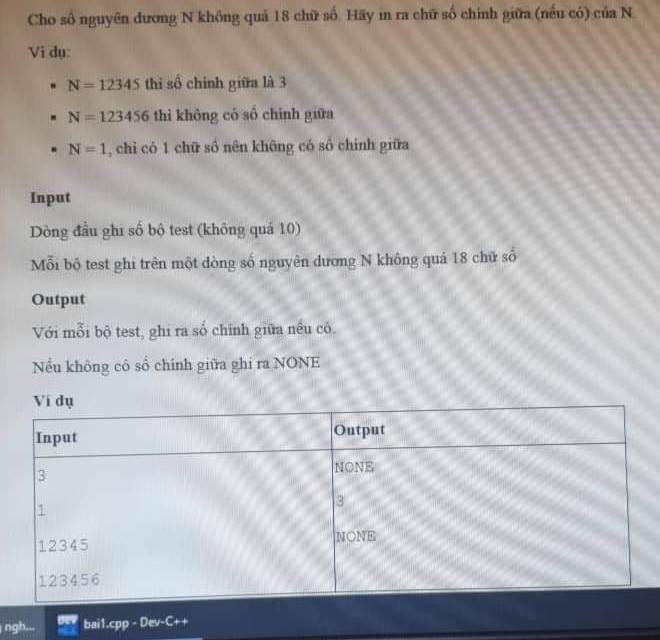 Cho số nguyên dương N không quá 18 chữ số. Hãy in ra chữ số chính giữa (nếu có) của N.
Ví dụ:
▪ N = 12345 thì số chính giữa là 3
▪ N = 123456 thì không có số chính giữa
▪ N = 1, chỉ có 1 chữ số nên không có số chính giữa
Input
Dòng đầu ghi số bộ test (không quá 10)
Mỗi bộ test ghi trên một dòng số nguyên dương N không quá 18 chữ số
Output
Với mỗi bộ test, ghi ra số chính giữa nếu có.
Nếu không có số chính giữa ghi ra NONE
Ví dụ
Input Output
3 NONE
1 3
12345 NONE
123456
ngh... bai1.cpp - Dev-C++